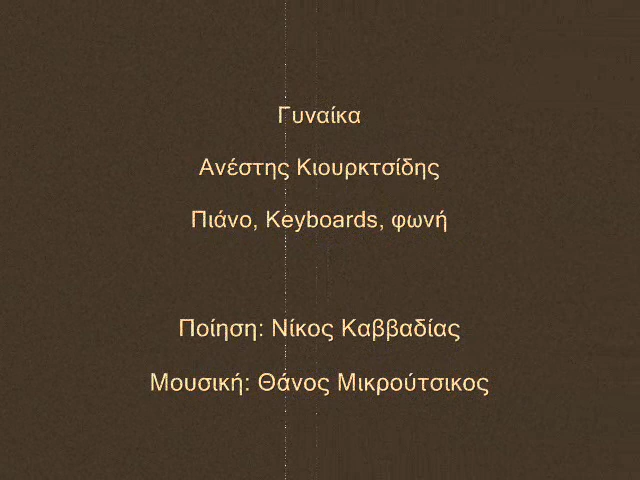 Γυναίκα
Ανέστης Κιουρκτσίδης
Πιάνο, Keyboards, φωνή
Ποίηση: Νίκος Καββαδίας
Μουσική: Θάνος Μικρούτσικος